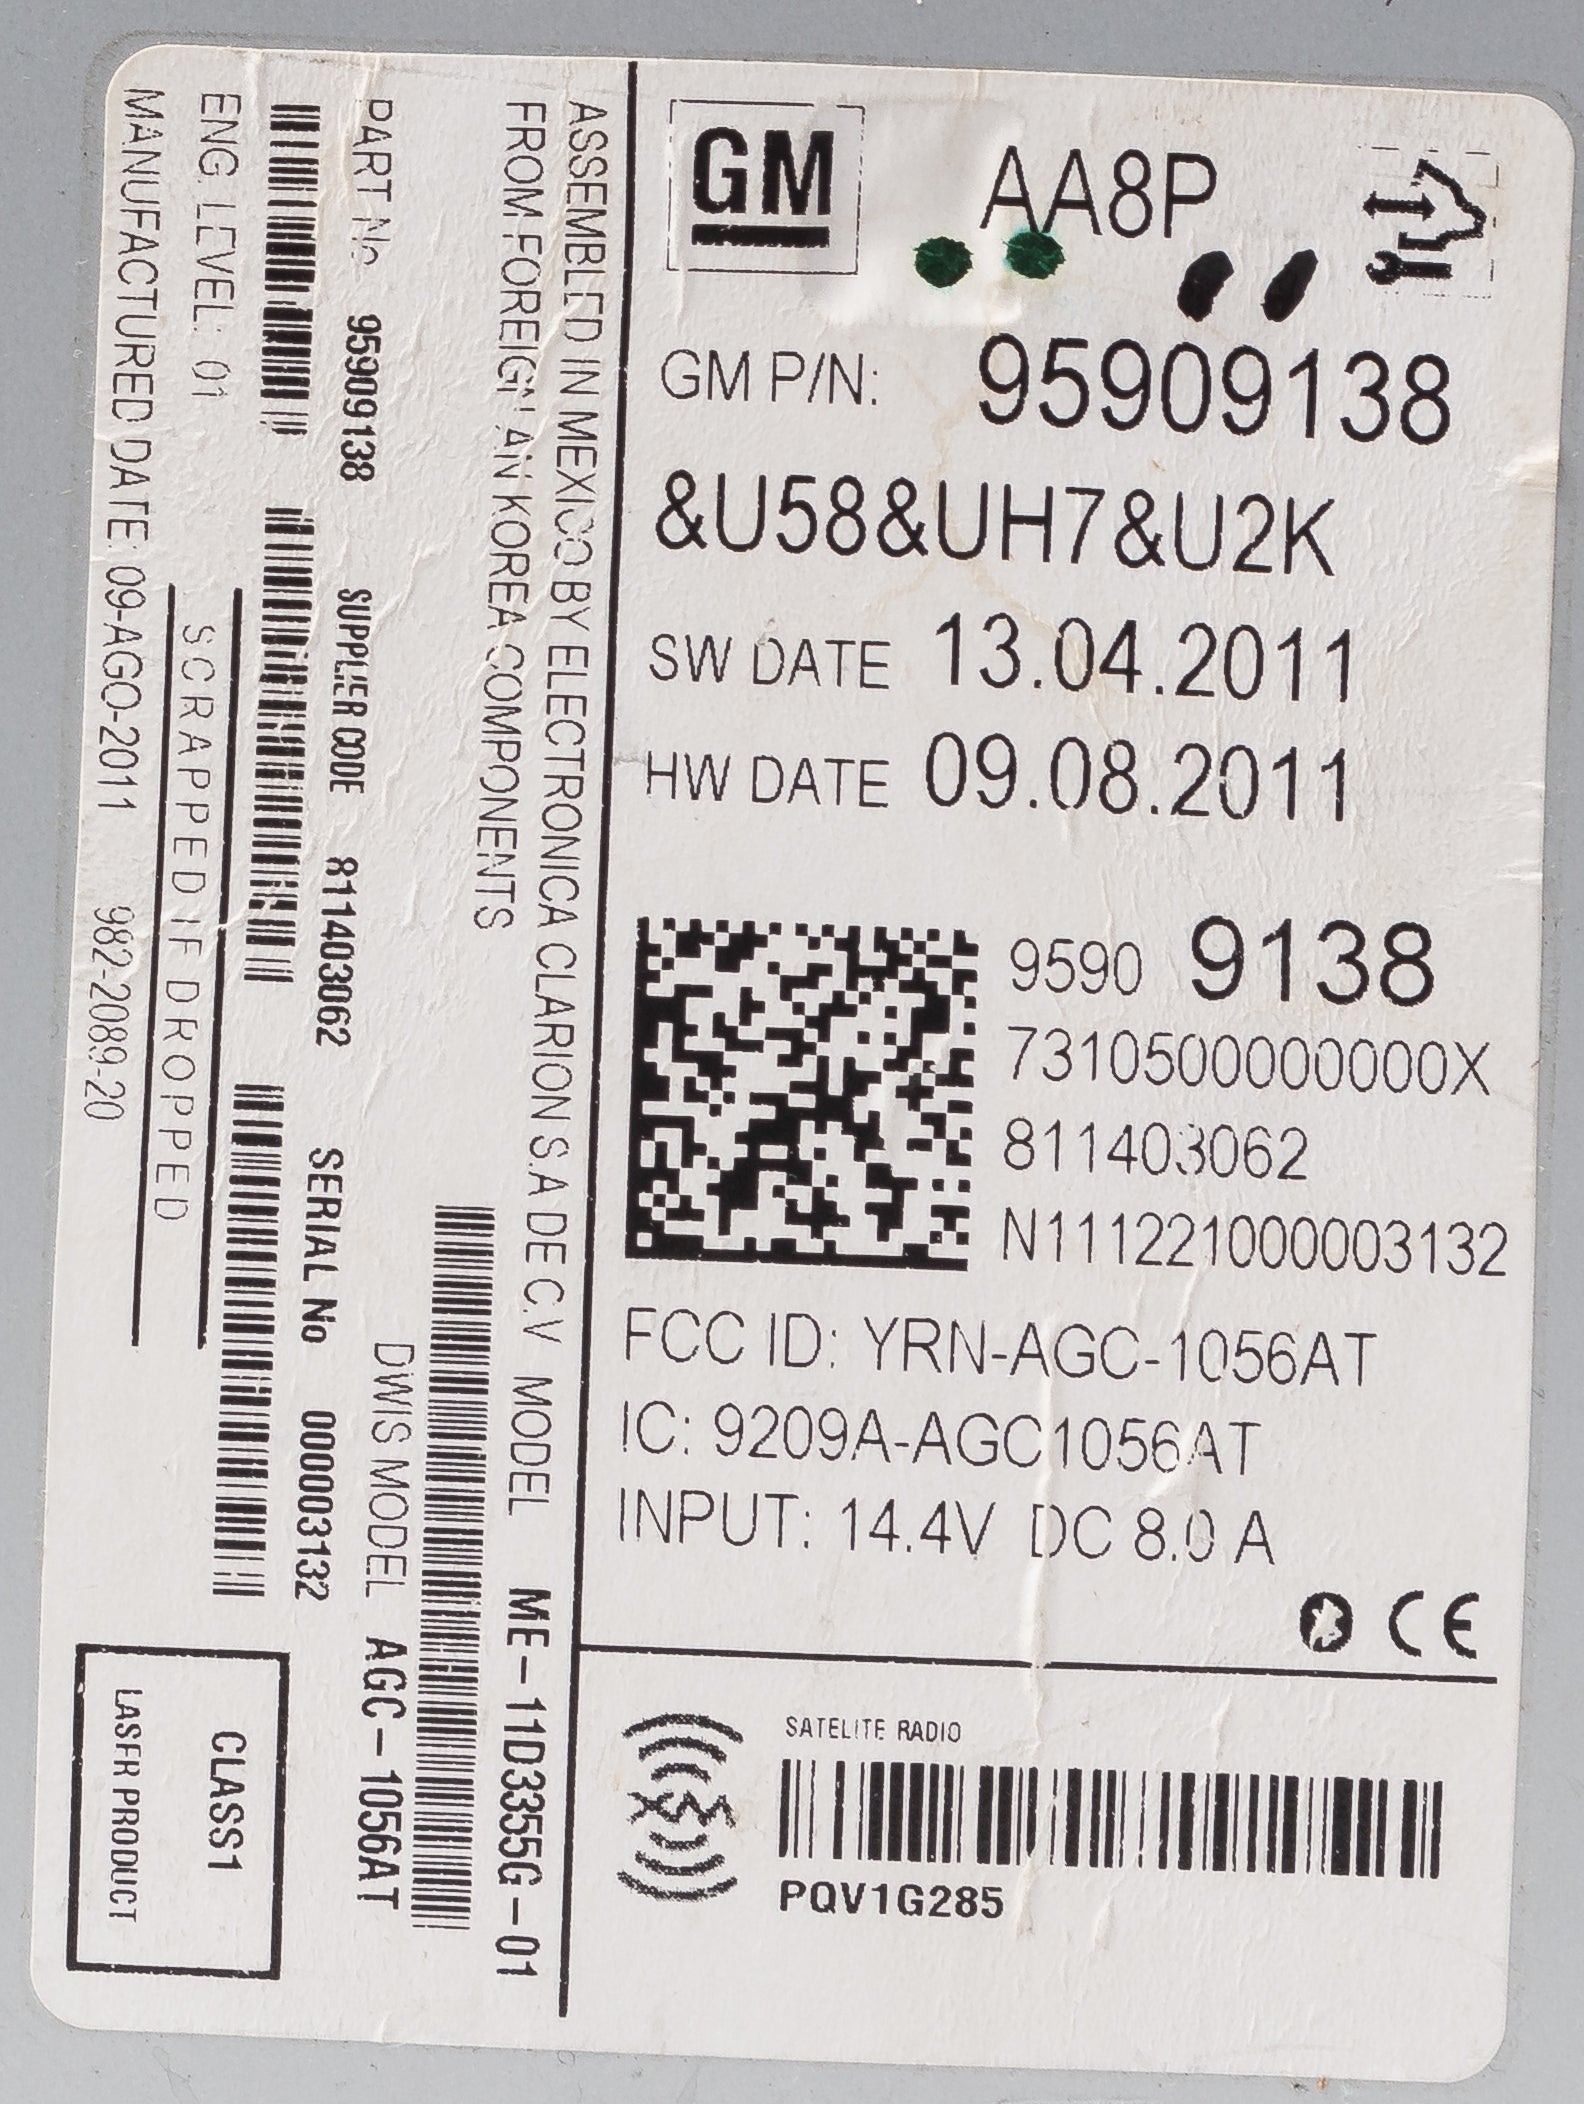 GM
AA8P
GM P/N: 95909138
&U58&UH7&U2K
SW DATE 13.04.2011
HW DATE 09.08.2011
9590 9138
7310500000000X
811403062
N111221000003132
FCC ID: YRN-AGC-1056AT
IC: 9209A-AGC1056AT
INPUT: 14.4V DC 8.0 A
CE
SATELITE RADIO
PQV1G285
ASSEMBLED IN MEXICO BY ELECTRONICA CLARION S.A DE C.V MODEL ME-11D3355G-01
FROM FOREIGN AN KOREA COMPONENTS
DWIS MODEL AGC-1056AT
PART No 95909138 SUPPLIER CODE 811403062 SERIAL No 000003132
ENG. LEVEL: 01
SCRAPPED IF DROPPED
MANUFACTURED DATE: 09-AGO-2011 982-2089-20
CLASS1
LASER PRODUCT